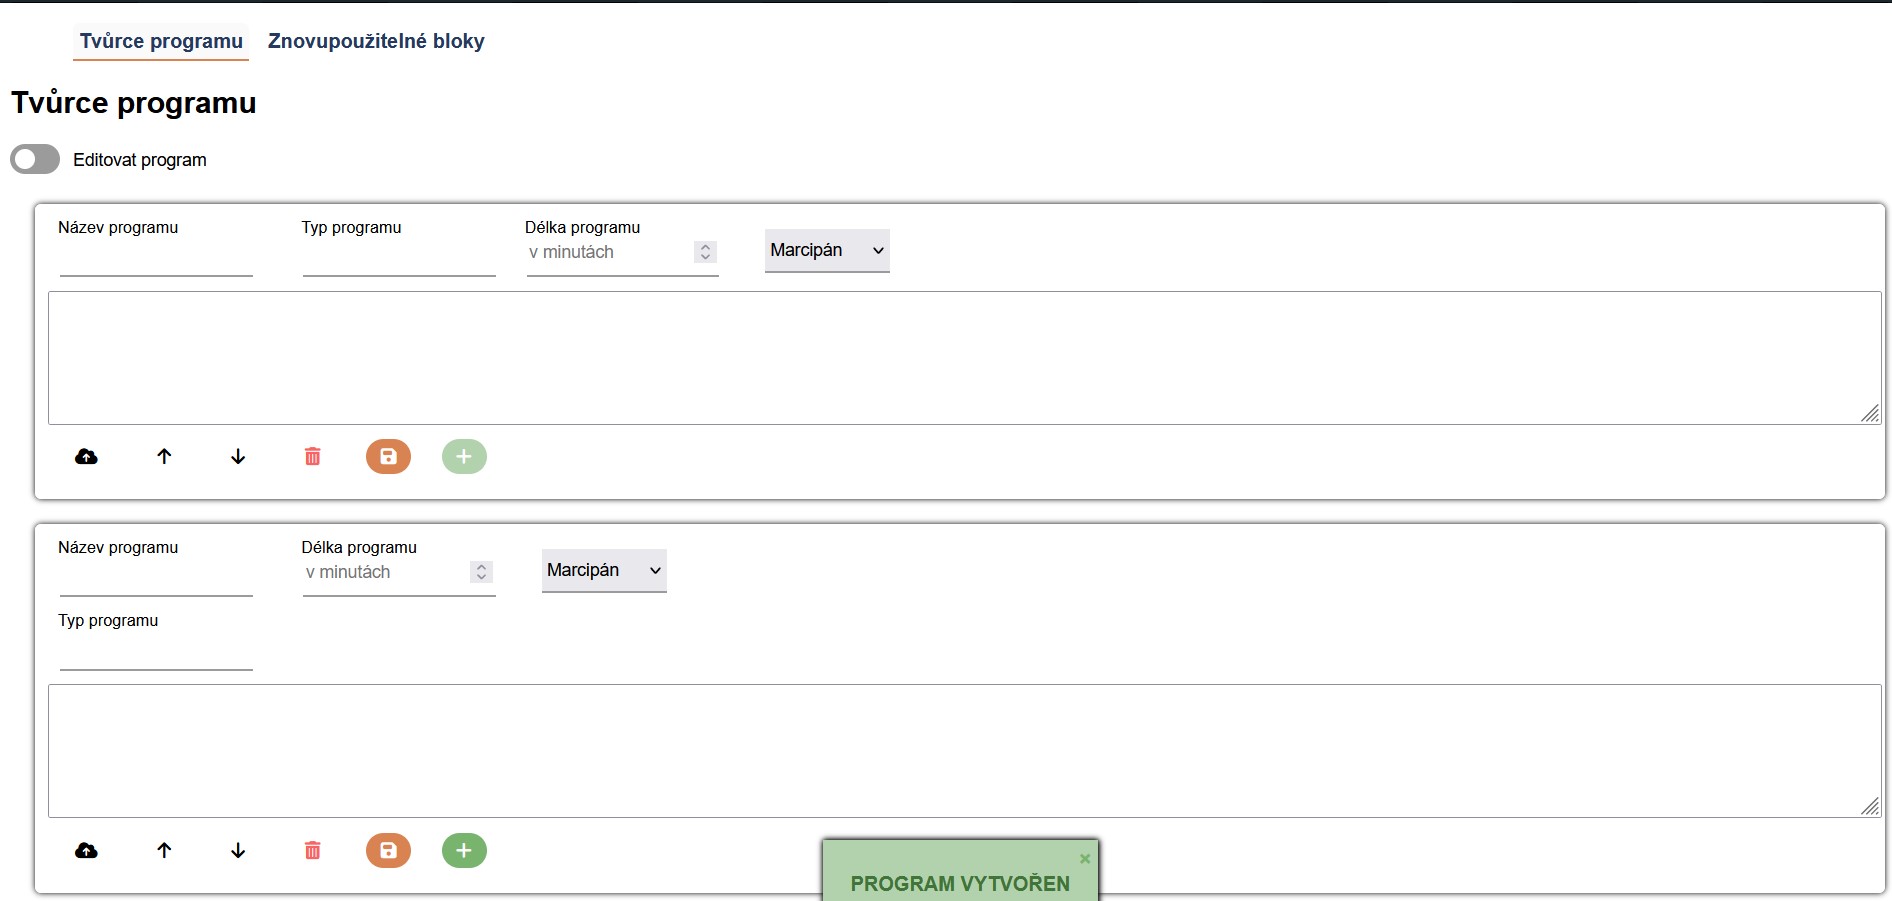 Tvůrce programu Znovupoužitelné bloky
Tvůrce programu
Editovat program
Název programu Typ programu Délka programu
v minutách Marcipán
Název programu Délka programu
v minutách Marcipán
Typ programu
PROGRAM VYTVOŘEN